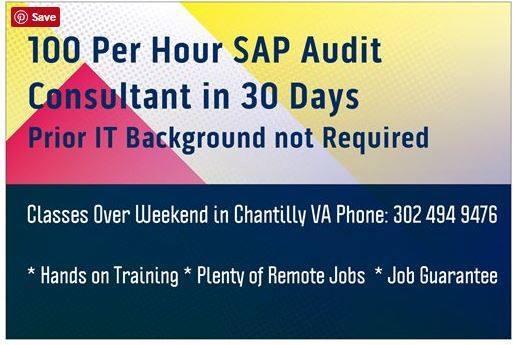 Save
100 Per Hour SAP Audit
Consultant in 30 Days
Prior IT Background not Required
Classes Over Weekend in Chantilly VA Phone: 302 494 9476
* Hands on Training * Plenty of Remote Jobs * Job Guarantee